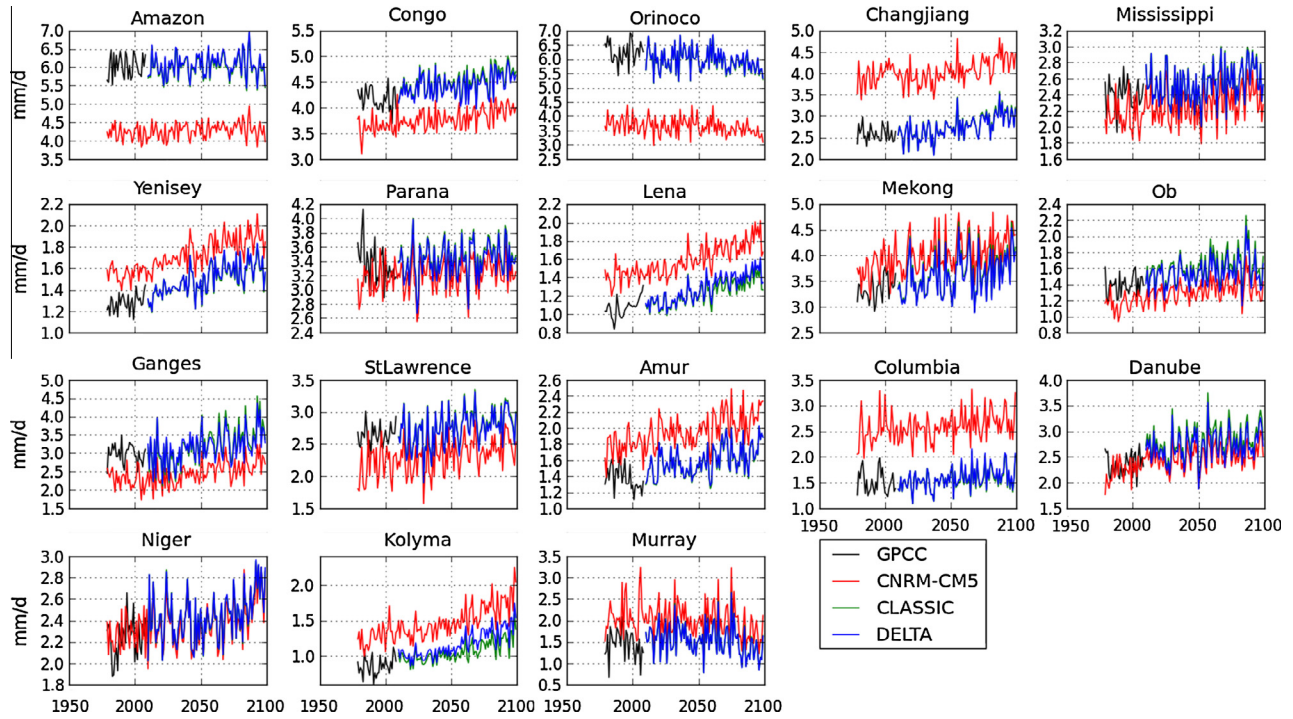 Amazon Congo Orinoco Changjiang Mississippi
mm/d
7.0 6.5 6.0 5.5 5.0 4.5 4.0 3.5
5.5 5.0 4.5 4.0 3.5 3.0
7.0 6.5 6.0 5.5 5.0 4.5 4.0 3.5 3.0 2.5
5.0 4.5 4.0 3.5 3.0 2.5 2.0
3.2 3.0 2.8 2.6 2.4 2.2 2.0 1.8 1.6
Yenisey Parana Lena Mekong Ob
mm/d
2.2 2.0 1.8 1.6 1.4 1.2 1.0
4.2 4.0 3.8 3.6 3.4 3.2 3.0 2.8 2.6 2.4
2.2 2.0 1.8 1.6 1.4 1.2 1.0 0.8
5.0 4.5 4.0 3.5 3.0 2.5
2.4 2.2 2.0 1.8 1.6 1.4 1.2 1.0 0.8
Ganges StLawrence Amur Columbia Danube
mm/d
5.0 4.5 4.0 3.5 3.0 2.5 2.0 1.5
3.5 3.0 2.5 2.0 1.5
2.6 2.4 2.2 2.0 1.8 1.6 1.4 1.2 1.0
3.5 3.0 2.5 2.0 1.5 1.0
4.0 3.5 3.0 2.5 2.0 1.5
1950 2000 2050 2100 1950 2000 2050 2100
Niger Kolyma Murray
mm/d
3.0 2.8 2.6 2.4 2.2 2.0 1.8
2.0 1.5 1.0
3.5 3.0 2.5 2.0 1.5 1.0 0.5
1950 2000 2050 2100 1950 2000 2050 2100 1950 2000 2050 2100
GPCC
CNRM-CM5
CLASSIC
DELTA